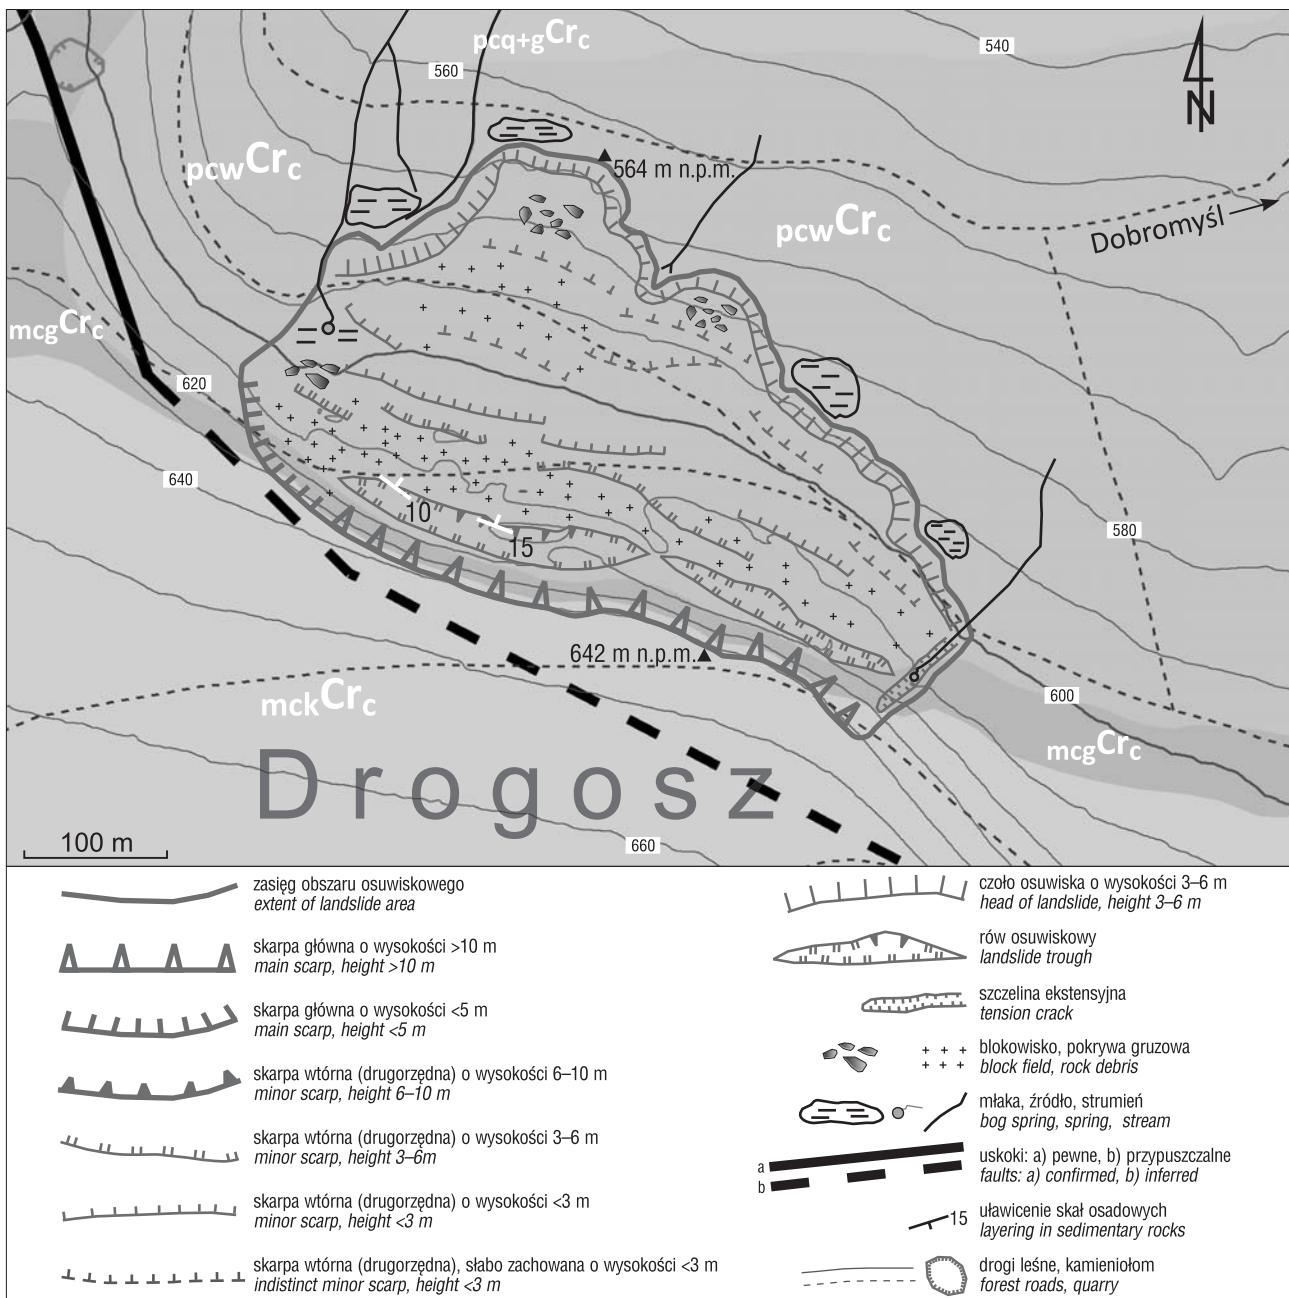 pcq+gCrc
540
560
N
pcwCrc
564 m n.p.m.
pcwCrc
Dobromyśl
mcgCrc
620
640
10
15
580
642 m n.p.m.
mckCrc
600
mcgCrc
Drogosz
100 m
660
zasięg obszaru osuwiskowego
extent of landslide area
skarpa główna o wysokości >10 m
main scarp, height >10 m
skarpa główna o wysokości <5 m
main scarp, height <5 m
skarpa wtórna (drugorzędna) o wysokości 6–10 m
minor scarp, height 6–10 m
skarpa wtórna (drugorzędna) o wysokości 3–6 m
minor scarp, height 3–6m
skarpa wtórna (drugorzędna) o wysokości <3 m
minor scarp, height <3 m
skarpa wtórna (drugorzędna), słabo zachowana o wysokości <3 m
indistinct minor scarp, height <3 m
czoło osuwiska o wysokości 3–6 m
head of landslide, height 3–6 m
rów osuwiskowy
landslide trough
szczelina ekstensyjna
tension crack
blokowisko, pokrywa gruzowa
block field, rock debris
młaka, źródło, strumień
bog spring, spring, stream
a
b
uskoki: a) pewne, b) przypuszczalne
faults: a) confirmed, b) inferred
15
uławicenie skał osadowych
layering in sedimentary rocks
drogi leśne, kamieniołom
forest roads, quarry